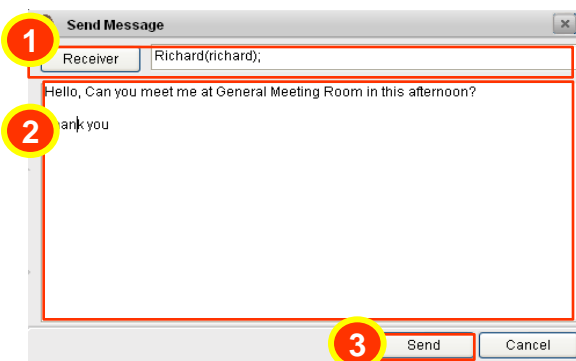 Send Message
1
Receiver Richard(richard);
Hello, Can you meet me at General Meeting Room in this afternoon?
2 ank you
3 Send Cancel